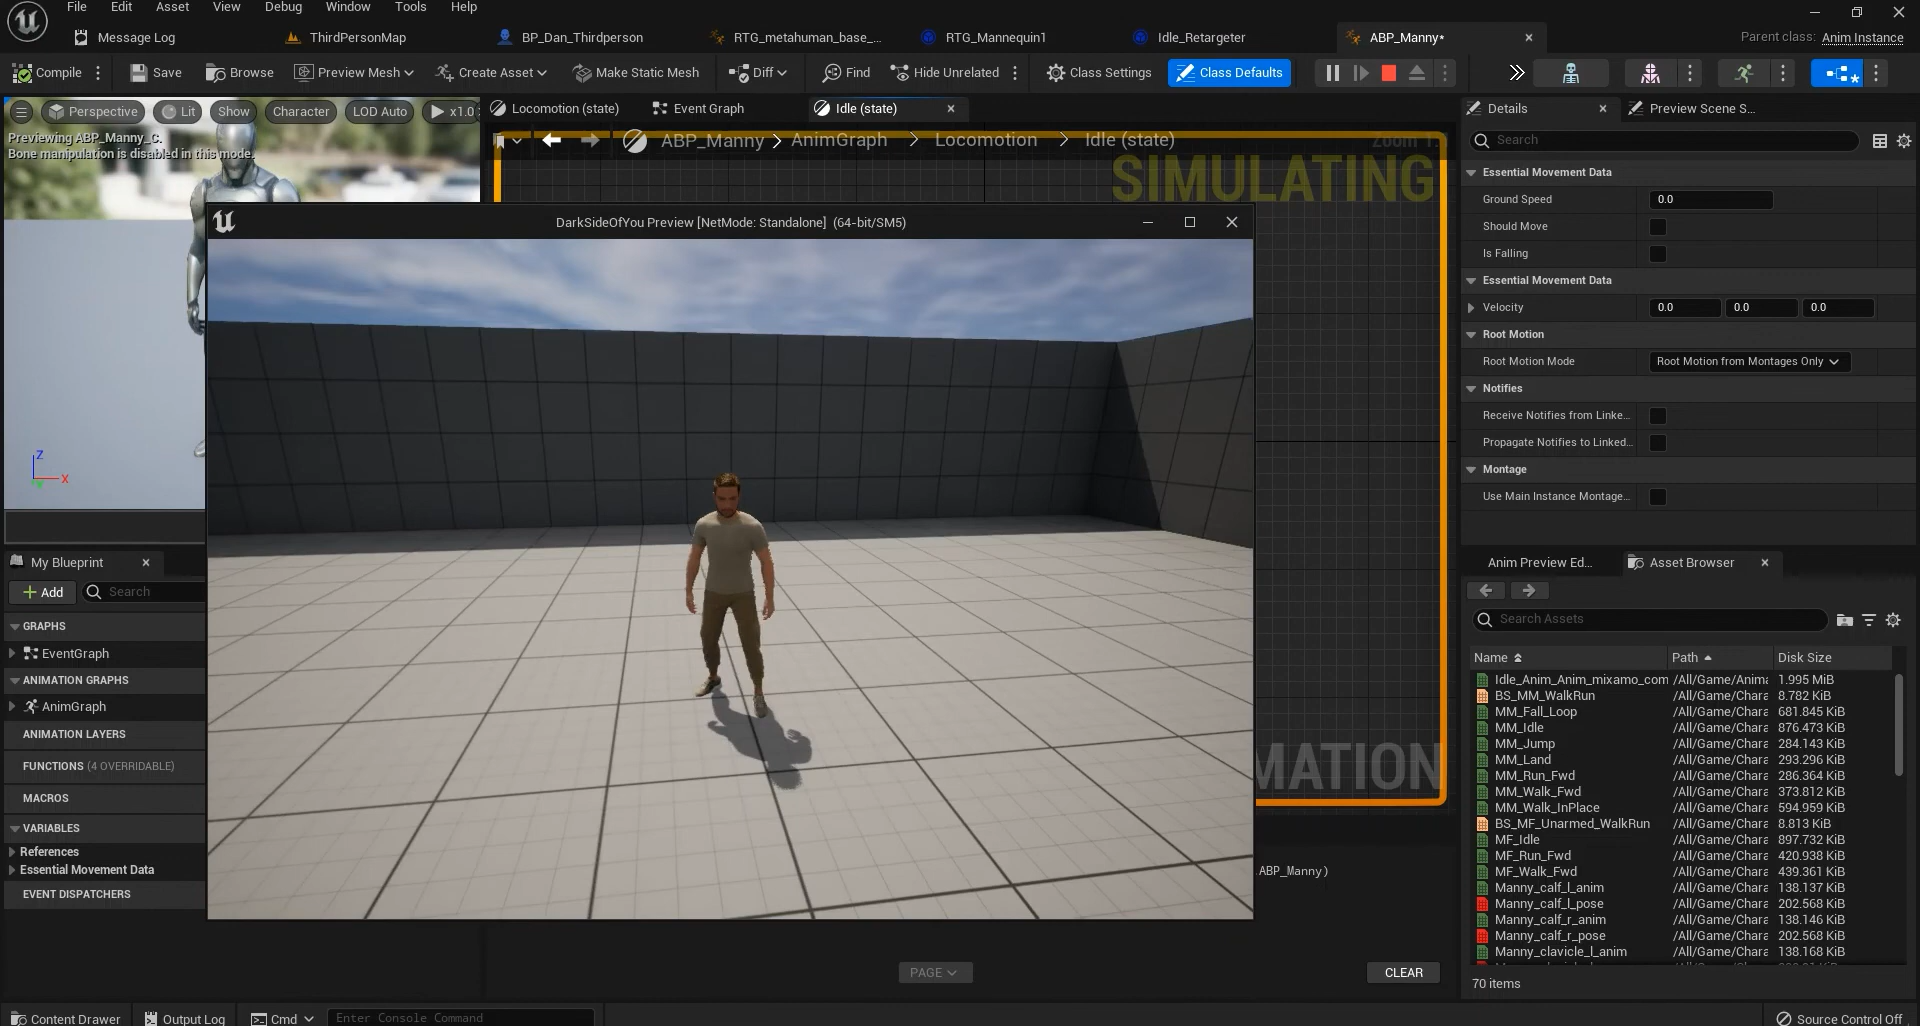 File Edit Asset View Debug Window Tools Help
Message Log ThirdPersonMap BP_Dan_Thirdperson RTG_metahuman_base_... RTG_Mannequin1 Idle_Retargeter ABP_Manny* Parent class: Anim Instance
Compile Save Browse Preview Mesh Create Asset Make Static Mesh Diff Find Hide Unrelated Class Settings Class Defaults
Perspective Lit Show Character LOD Auto x1.0
Previewing ABP_Manny_C.
Bone manipulation is disabled in this mode.
Z
X
Y
Locomotion (state) Event Graph Idle (state)
ABP_Manny AnimGraph Locomotion Idle (state)
SIMULATING
DarkSideOfYou Preview [NetMode: Standalone] (64-bit/SM5)
MATION
ABP_Manny)
PAGE CLEAR
My Blueprint
Add Search
GRAPHS
EventGraph
ANIMATION GRAPHS
AnimGraph
ANIMATION LAYERS
FUNCTIONS (4 OVERRIDABLE)
MACROS
VARIABLES
References
Essential Movement Data
EVENT DISPATCHERS
Details Preview Scene S...
Search
Essential Movement Data
Ground Speed 0.0
Should Move
Is Falling
Essential Movement Data
Velocity 0.0 0.0 0.0
Root Motion
Root Motion Mode Root Motion from Montages Only
Notifies
Receive Notifies from Linke...
Propagate Notifies to Linked...
Montage
Use Main Instance Montage...
Anim Preview Ed... Asset Browser
Search Assets
Name Path Disk Size
Idle_Anim_Anim_mixamo_com /All/Game/Anima 1.995 MiB
BS_MM_WalkRun /All/Game/Chara 8.782 KiB
MM_Fall_Loop /All/Game/Chara 681.845 KiB
MM_Idle /All/Game/Chara 876.473 KiB
MM_Jump /All/Game/Chara 284.143 KiB
MM_Land /All/Game/Chara 293.296 KiB
MM_Run_Fwd /All/Game/Chara 286.364 KiB
MM_Walk_Fwd /All/Game/Chara 373.812 KiB
MM_Walk_InPlace /All/Game/Chara 594.959 KiB
BS_MF_Unarmed_WalkRun /All/Game/Chara 8.813 KiB
MF_Idle /All/Game/Chara 897.732 KiB
MF_Run_Fwd /All/Game/Chara 420.938 KiB
MF_Walk_Fwd /All/Game/Chara 439.361 KiB
Manny_calf_l_anim /All/Game/Chara 138.137 KiB
Manny_calf_l_pose /All/Game/Chara 202.568 KiB
Manny_calf_r_anim /All/Game/Chara 138.146 KiB
Manny_calf_r_pose /All/Game/Chara 202.568 KiB
Manny_clavicle_l_anim /All/Game/Chara 138.168 KiB
70 items
Content Drawer Output Log Cmd Enter Console Command Source Control Off